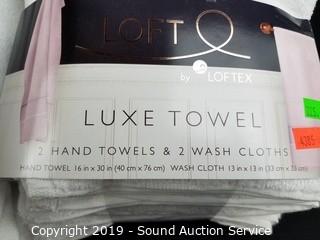 LOFT
by LOFTEX
LUXE TOWEL
2 HAND TOWELS & 2 WASH CLOTHS
HAND TOWEL 16 in x 30 in (40 cm x 76 cm) WASH CLOTH 13 in x 13 in (33 cm x 33 cm)
4385
Copyright 2019 - Sound Auction Service